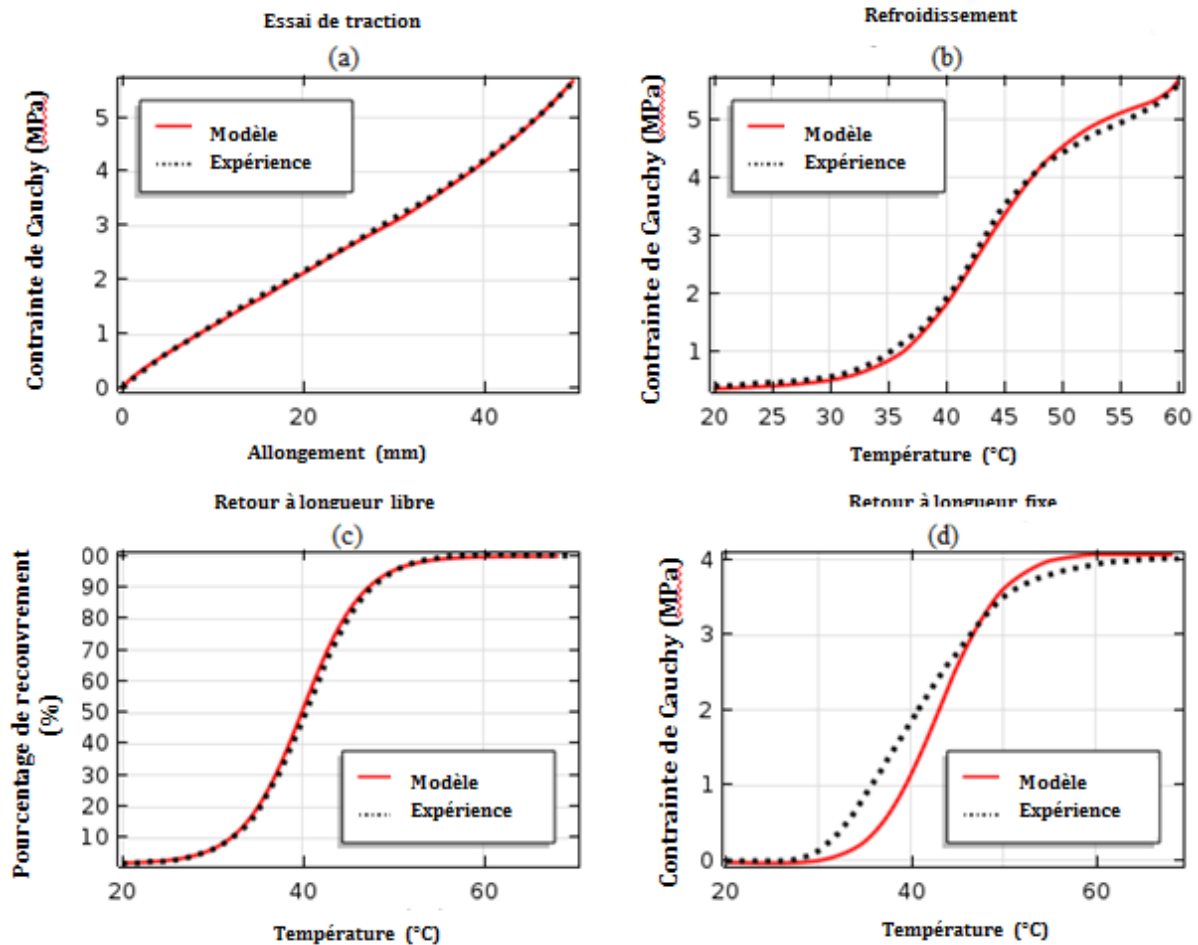 Essai de traction
(a)
Contrainte de Cauchy (MPa)
5
4
3
2
1
0
Modèle
Expérience
0 20 40
Allongement (mm)
Refroidissement
(b)
Contrainte de Cauchy (MPa)
5
4
3
2
1
Modèle
Expérience
20 25 30 35 40 45 50 55 60
Température (°C)
Retour à longueur libre
(c)
Pourcentage de recouvrement
(%)
00
90
80
70
60
50
40
30
20
10
Modèle
Expérience
20 40 60
Température (°C)
Retour à longueur fixe
(d)
Contrainte de Cauchy (MPa)
4
3
2
1
0
Modèle
Expérience
20 40 60
Température (°C)